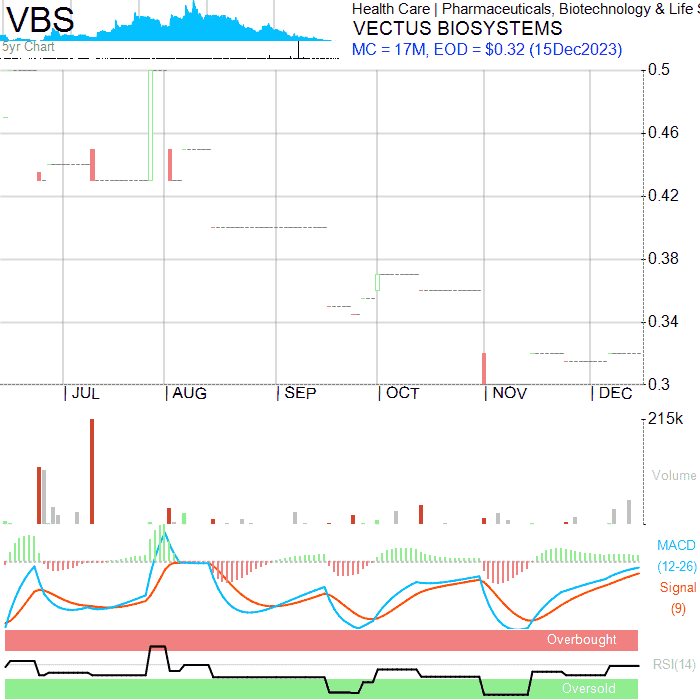 VBS
5yr Chart
Health Care | Pharmaceuticals, Biotechnology & Life S
VECTUS BIOSYSTEMS
MC = 17M, EOD = $0.32 (15Dec2023)
0.5
0.46
0.42
0.38
0.34
0.3
JUL AUG SEP OCT NOV DEC
215k
Volume
MACD
(12-26)
Signal
(9)
Overbought
RSI(14)
Oversold